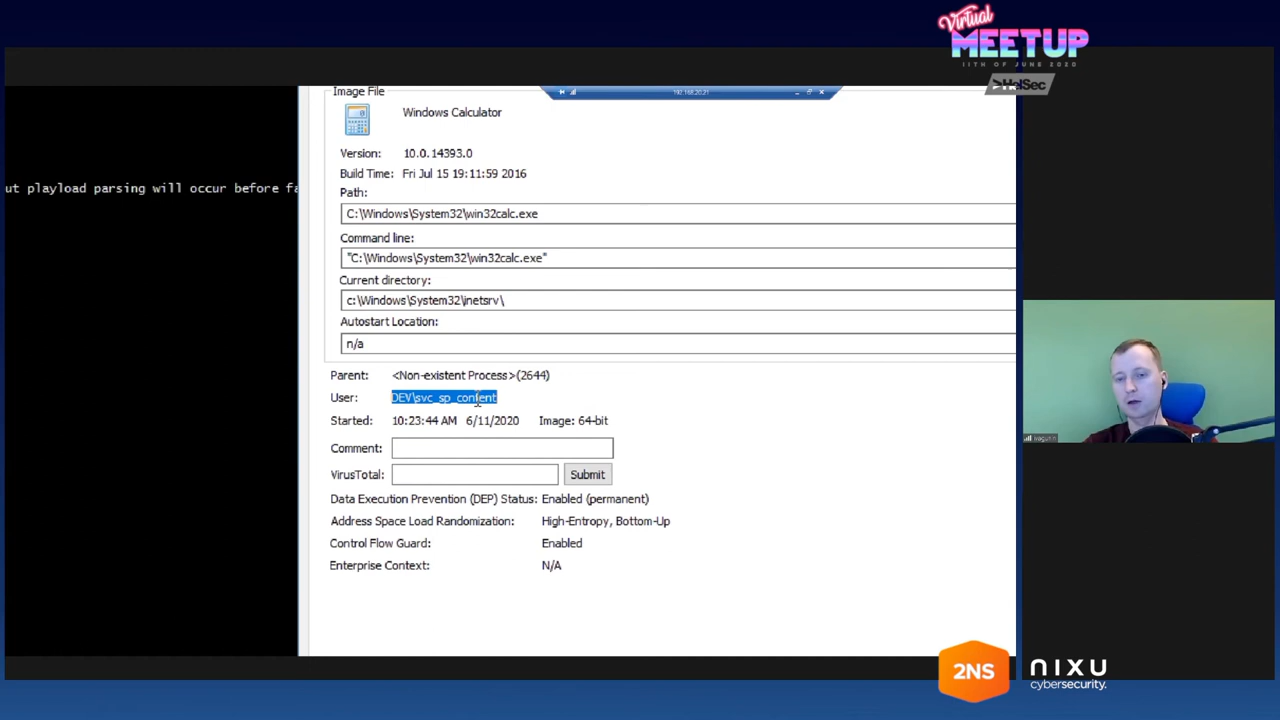 Virtual
MEETUP
11TH OF JUNE 2020
>HelSec
192.168.20.21
Image File
Windows Calculator
Version: 10.0.14393.0
Build Time: Fri Jul 15 19:11:59 2016
ut playload parsing will occur before fa
Path:
C:\Windows\System32\win32calc.exe
Command line:
"C:\Windows\System32\win32calc.exe"
Current directory:
c:\Windows\System32\inetsrv\
Autostart Location:
n/a
Parent: <Non-existent Process>(2644)
User: DEV\svc_sp_content
Started: 10:23:44 AM 6/11/2020 Image: 64-bit
Comment:
VirusTotal: Submit
Data Execution Prevention (DEP) Status: Enabled (permanent)
Address Space Load Randomization: High-Entropy, Bottom-Up
Control Flow Guard: Enabled
Enterprise Context: N/A
2NS
nixu
cybersecurity.